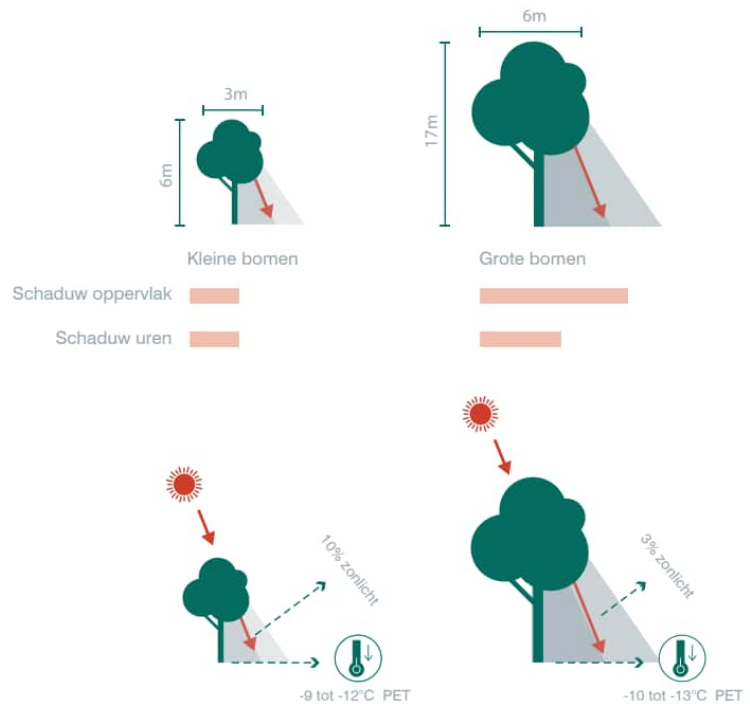 6m
3m
17m
6m
Kleine bomen
Grote bomen
Schaduw oppervlak
Schaduw uren
10% zonlicht
3% zonlicht
-9 tot -12°C PET
-10 tot -13°C PET